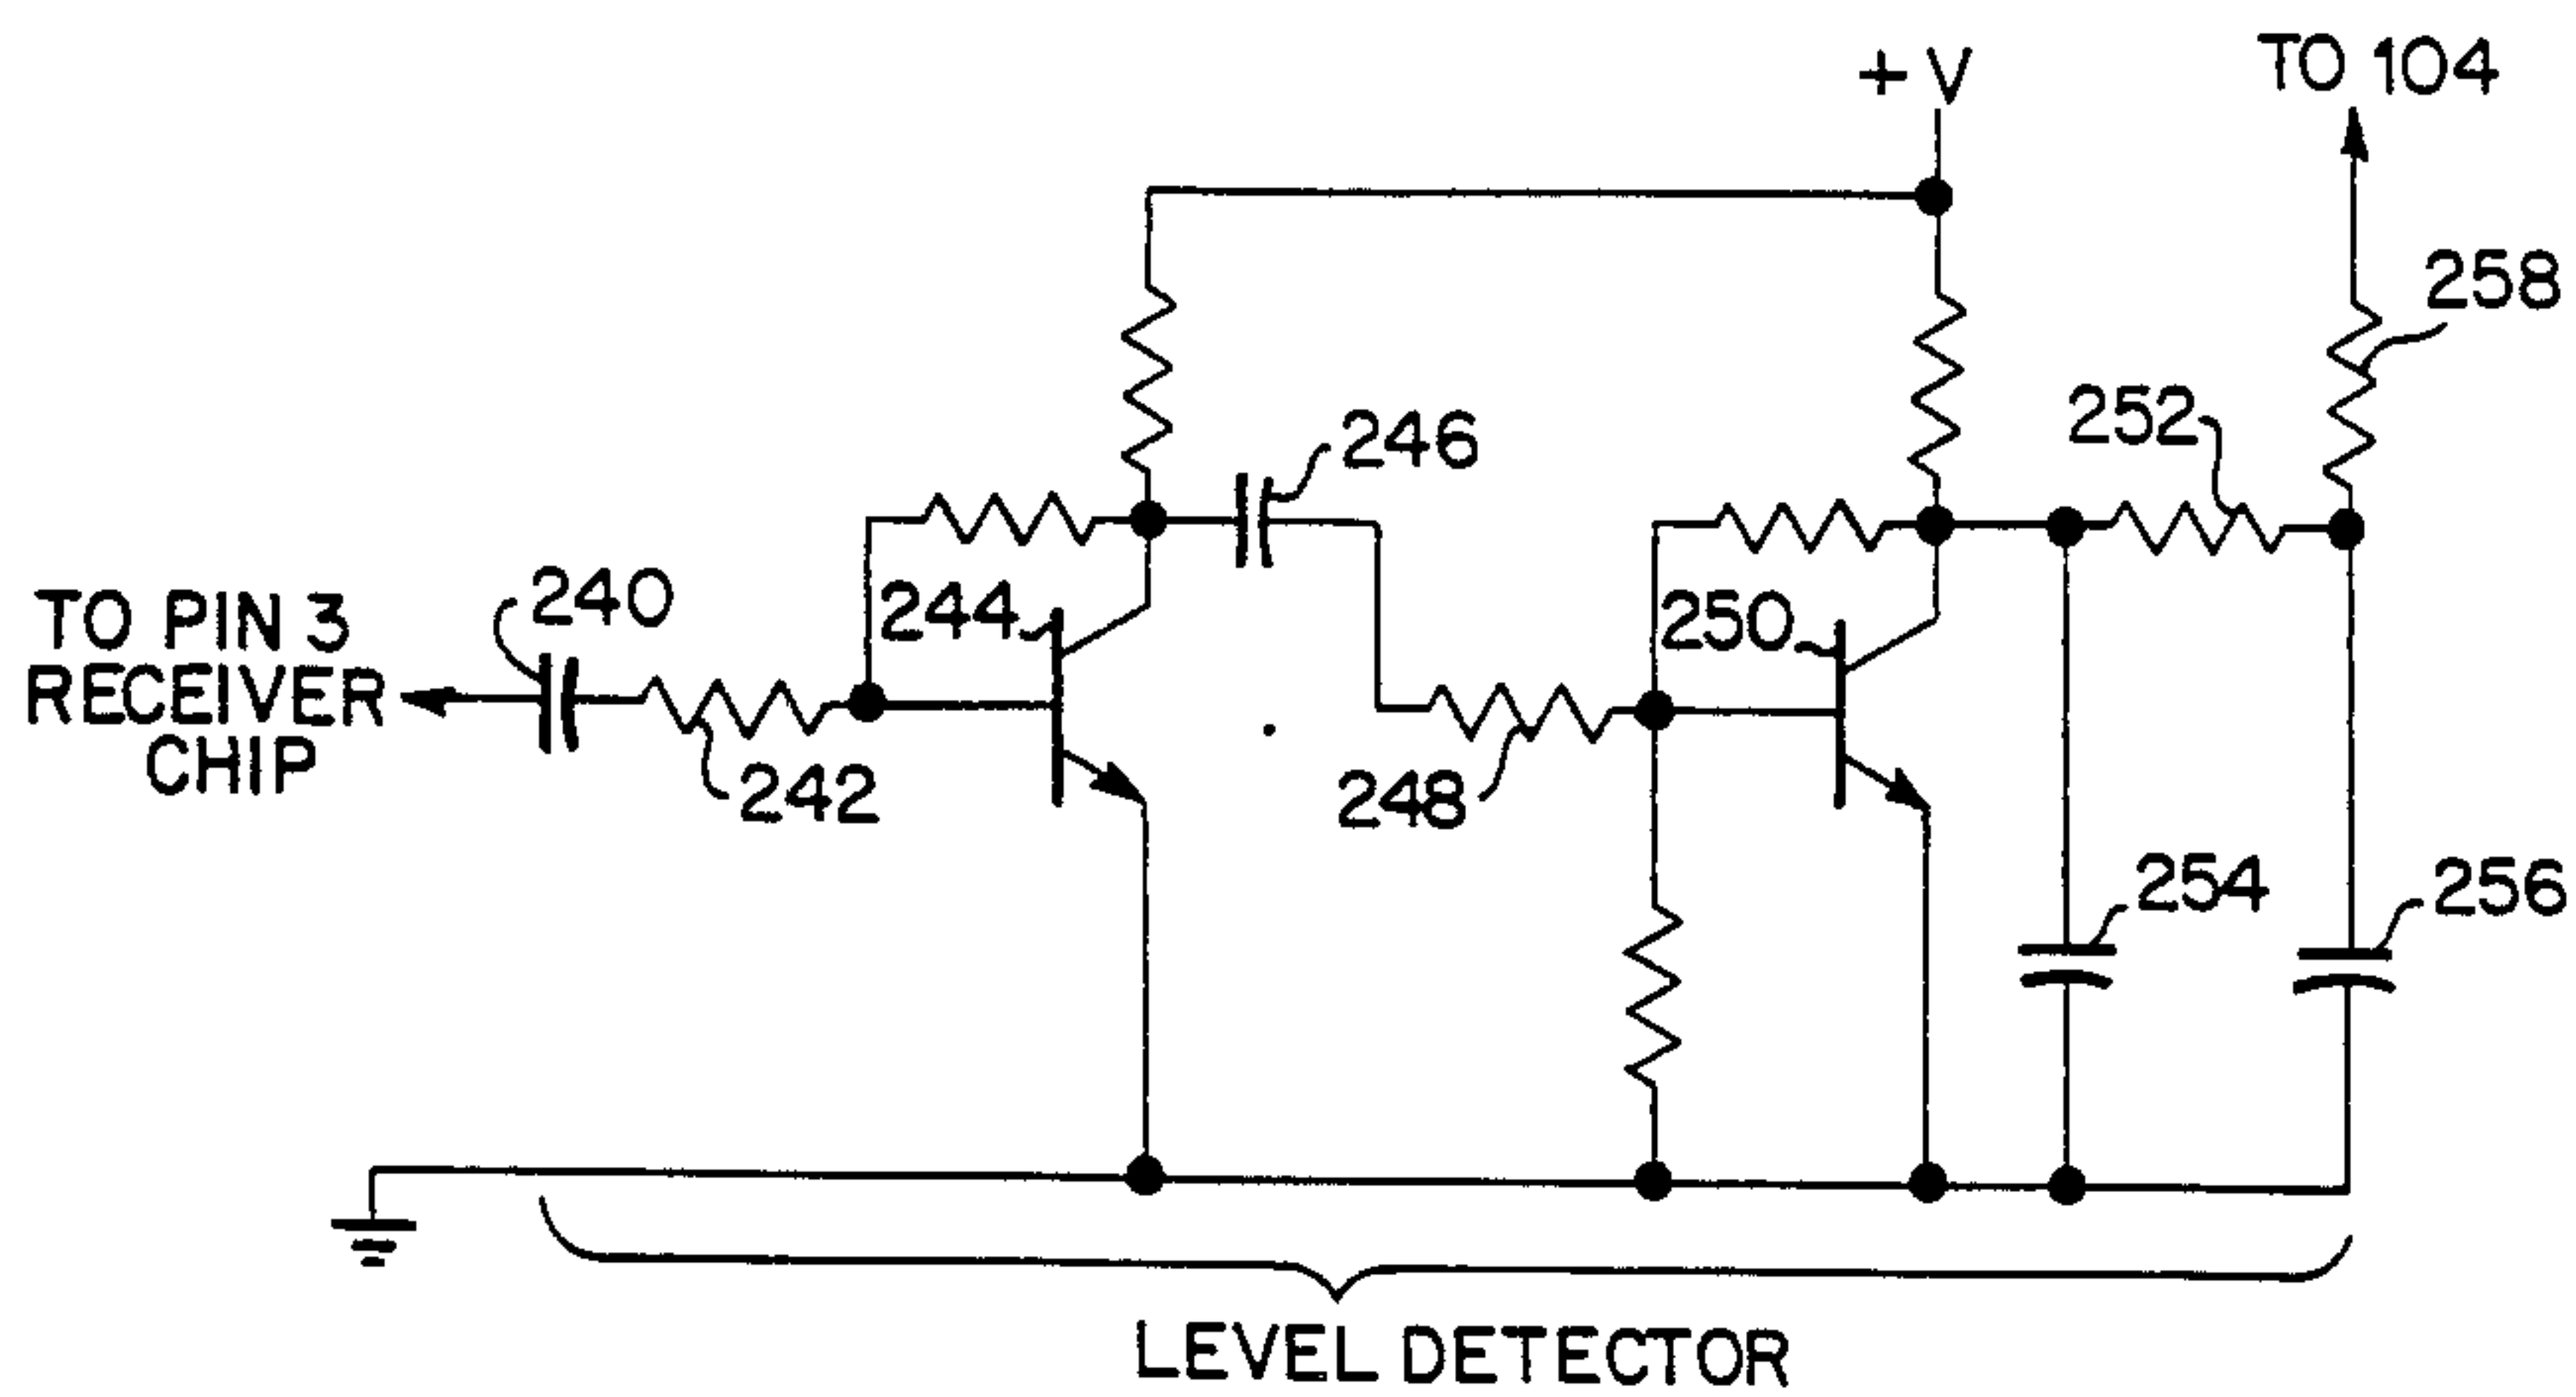 + V
TO 104
258
252
246
240
244
250
TO PIN 3
RECEIVER
CHIP
242
248
254
256
LEVEL DETECTOR